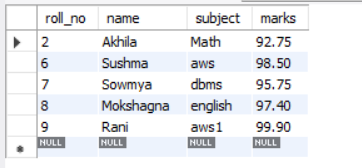 roll_no name subject marks
2 Akhila Math 92.75
6 Sushma aws 98.50
7 Sowmya dbms 95.75
8 Mokshagna english 97.40
9 Rani aws1 99.90
NULL NULL NULL NULL